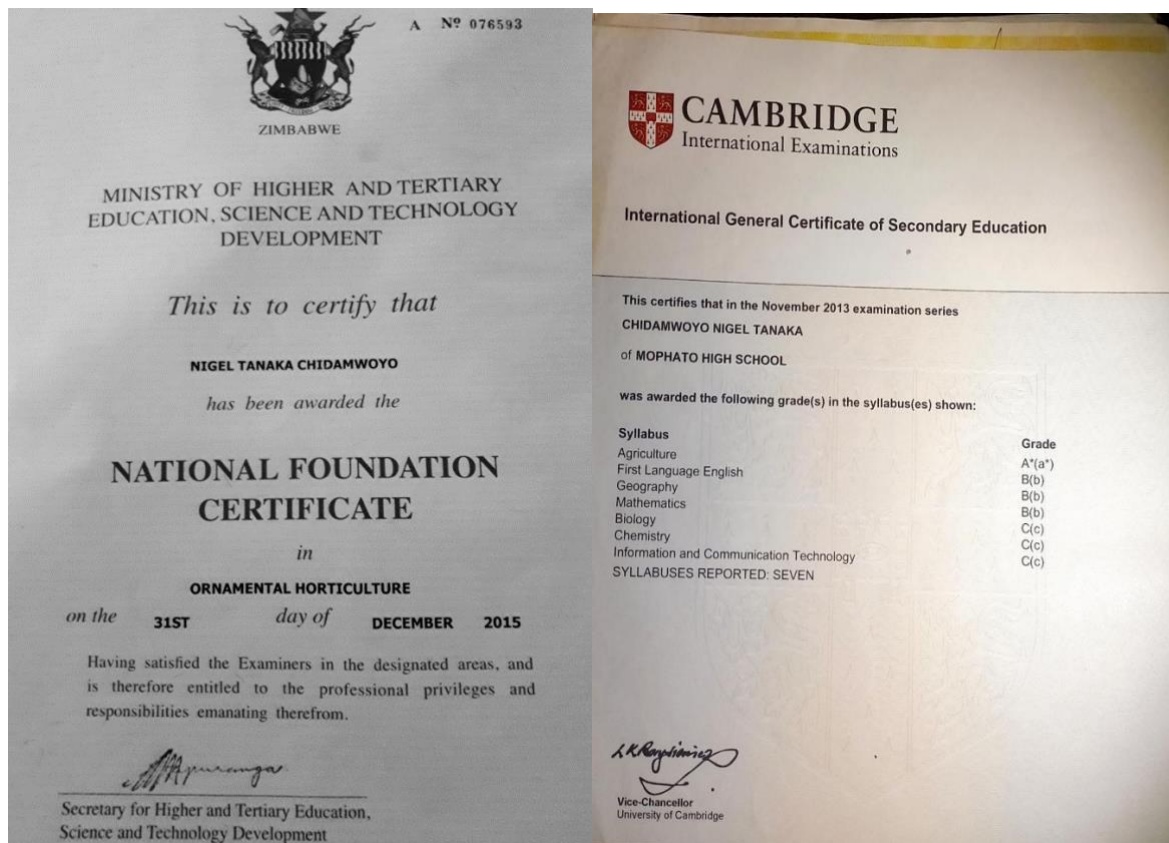 A Nº 076593
ZIMBABWE
MINISTRY OF HIGHER AND TERTIARY
EDUCATION, SCIENCE AND TECHNOLOGY
DEVELOPMENT
This is to certify that
NIGEL TANAKA CHIDAMWOYO
has been awarded the
NATIONAL FOUNDATION
CERTIFICATE
in
ORNAMENTAL HORTICULTURE
on the 31ST day of DECEMBER 2015
Having satisfied the Examiners in the designated areas, and
is therefore entitled to the professional privileges and
responsibilities emanating therefrom.
Secretary for Higher and Tertiary Education,
Science and Technology Development
CAMBRIDGE
International Examinations
International General Certificate of Secondary Education
This certifies that in the November 2013 examination series
CHIDAMWOYO NIGEL TANAKA
of MOPHATO HIGH SCHOOL
was awarded the following grade(s) in the syllabus(es) shown:
Syllabus Grade
Agriculture A*(a*)
First Language English B(b)
Geography B(b)
Mathematics B(b)
Biology C(c)
Chemistry C(c)
Information and Communication Technology C(c)
SYLLABUSES REPORTED: SEVEN
Vice-Chancellor
University of Cambridge